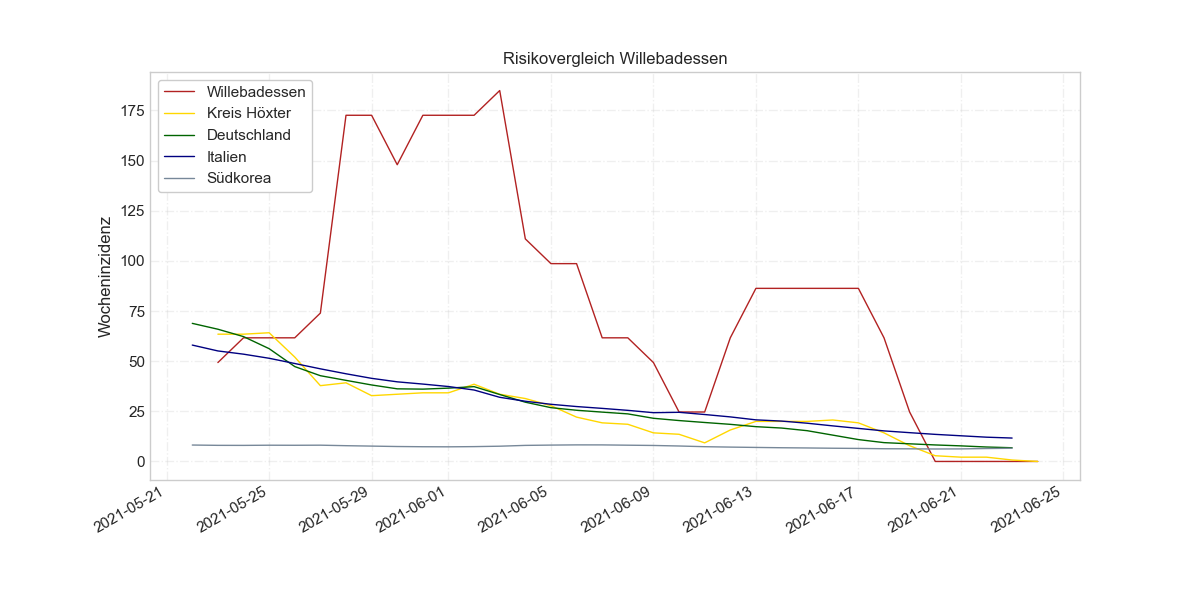 Risikovergleich Willebadessen
Willebadessen
Kreis Höxter
Deutschland
Italien
Südkorea
Wocheninzidenz
175
150
125
100
75
50
25
0
2021-05-21
2021-05-25
2021-05-29
2021-06-01
2021-06-05
2021-06-09
2021-06-13
2021-06-17
2021-06-21
2021-06-25